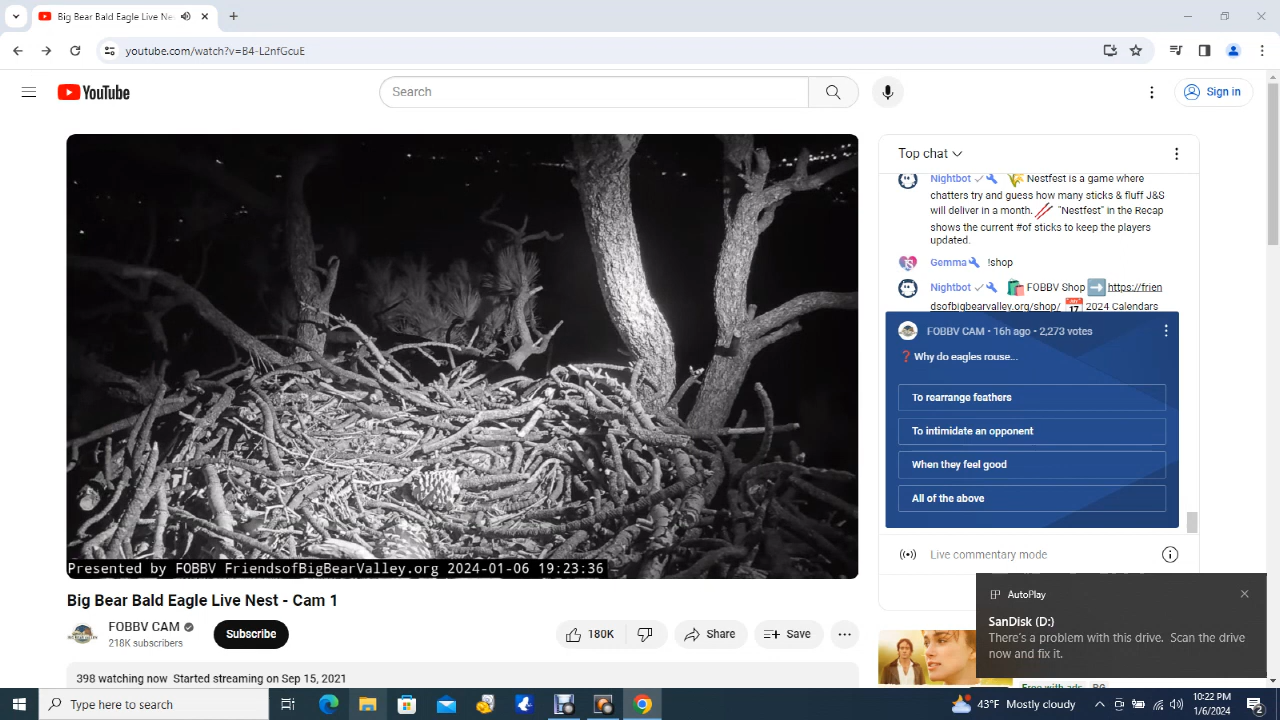 Big Bear Bald Eagle Live Ne
youtube.com/watch?v=B4-L2nfGcuE
YouTube
Search
Sign in
Top chat
Nightbot Nestfest is a game where
chatters try and guess how many sticks & fluff J&S
will deliver in a month. "Nestfest" in the Recap
shows the current #of sticks to keep the players
updated.
Gemma !shop
Nightbot FOBBV Shop https://frien
dsofbigbearvalley.org/shop/ 2024 Calendars
FOBBV CAM • 16h ago • 2,273 votes
❓Why do eagles rouse...
To rearrange feathers
To intimidate an opponent
When they feel good
All of the above
Live commentary mode
Presented by FOBBV FriendsofBigBearValley.org 2024-01-06 19:23:36
Big Bear Bald Eagle Live Nest - Cam 1
FOBBV CAM
218K subscribers
Subscribe
180K
Share
Save
398 watching now Started streaming on Sep 15, 2021
AutoPlay
SanDisk (D:)
There's a problem with this drive. Scan the drive
now and fix it.
Free with ads PG
Type here to search
43°F Mostly cloudy
10:22 PM
1/6/2024
2